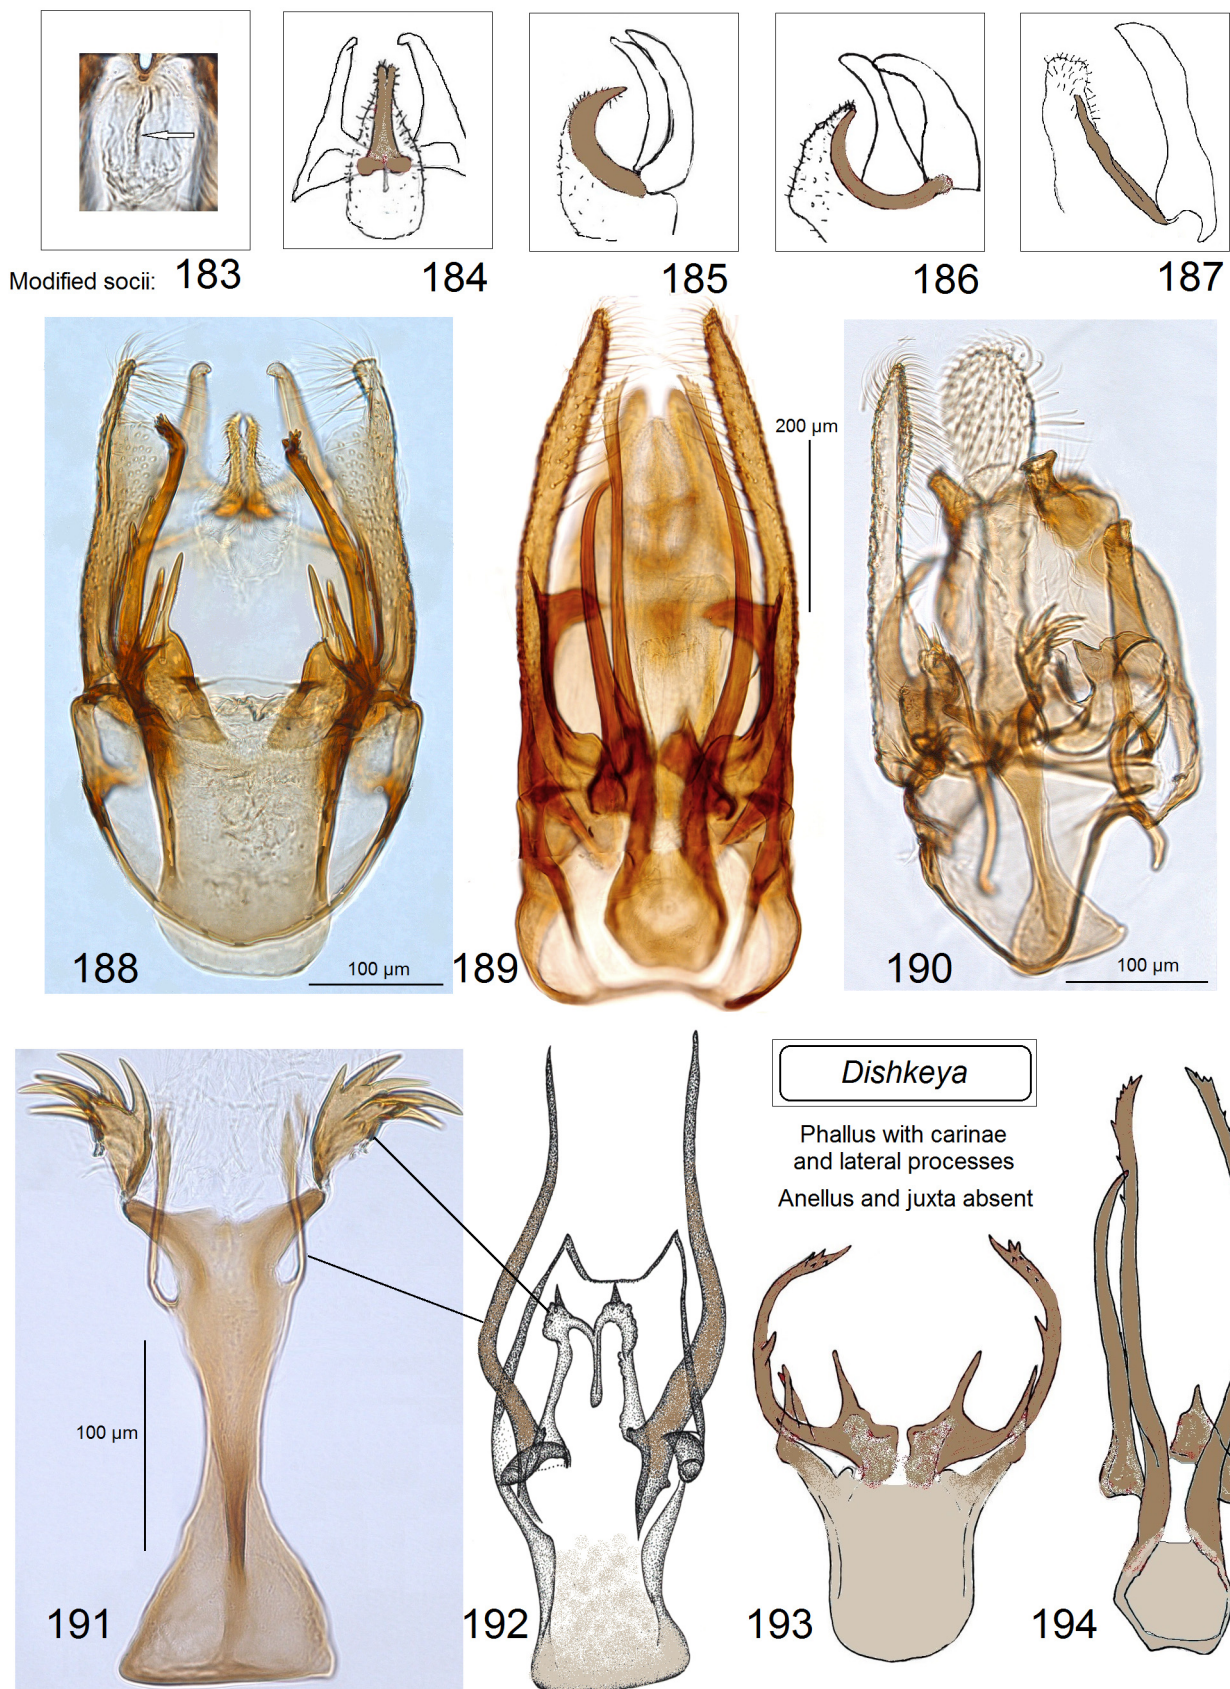 Modified socii: 183
184
185
186
187
200 µm
188
100 µm
189
190
100 µm
Dishkeya
Phallus with carinae
and lateral processes
Anellus and juxta absent
100 µm
191
192
193
194